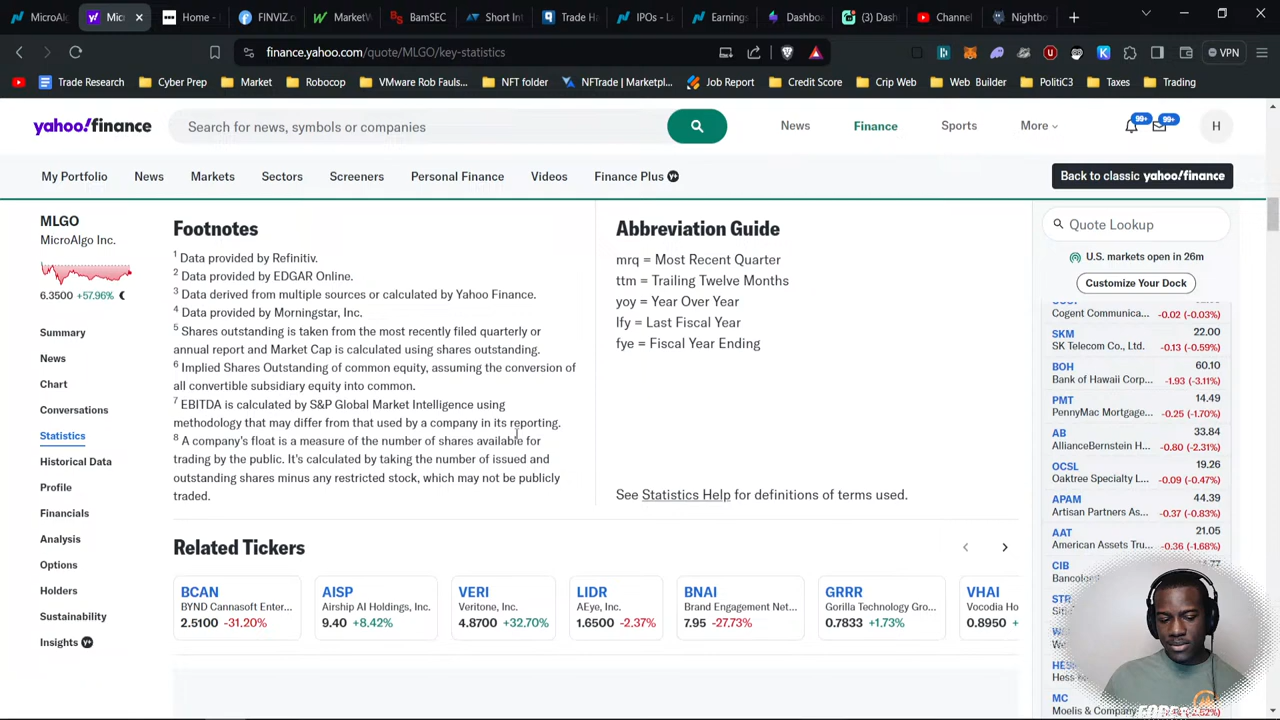 MicroAl
Mic
Home -
FINVIZ.c
MarketV
BamSEC
Short In
Trade Ha
IPOs - La
Earning
Dashbo
(3) Dash
Channel
Nightbo
finance.yahoo.com/quote/MLGO/key-statistics
VPN
Trade Research
Cyber Prep
Market
Robocop
VMware Rob Faults...
NFT folder
NFTrade | Marketpl...
Job Report
Credit Score
Crip Web
Web Builder
PolitiC3
Taxes
Trading
yahoo!finance
Search for news, symbols or companies
News
Finance
Sports
More
99+
99+
H
My Portfolio
News
Markets
Sectors
Screeners
Personal Finance
Videos
Finance Plus
Back to classic yahoo!finance
MLGO
MicroAlgo Inc.
6.3500 +57.96%
Summary
News
Chart
Conversations
Statistics
Historical Data
Profile
Financials
Analysis
Options
Holders
Sustainability
Insights
Footnotes
1 Data provided by Refinitiv.
2 Data provided by EDGAR Online.
3 Data derived from multiple sources or calculated by Yahoo Finance.
4 Data provided by Morningstar, Inc.
5 Shares outstanding is taken from the most recently filed quarterly or
annual report and Market Cap is calculated using shares outstanding.
6 Implied Shares Outstanding of common equity, assuming the conversion of
all convertible subsidiary equity into common.
7 EBITDA is calculated by S&P Global Market Intelligence using
methodology that may differ from that used by a company in its reporting.
8 A company's float is a measure of the number of shares available for
trading by the public. It's calculated by taking the number of issued and
outstanding shares minus any restricted stock, which may not be publicly
traded.
Abbreviation Guide
mrq = Most Recent Quarter
ttm = Trailing Twelve Months
yoy = Year Over Year
lfy = Last Fiscal Year
fye = Fiscal Year Ending
See Statistics Help for definitions of terms used.
Related Tickers
BCAN
BYND Cannasoft Enter...
2.5100 -31.20%
AISP
Airship AI Holdings, Inc.
9.40 +8.42%
VERI
Veritone, Inc.
4.8700 +32.70%
LIDR
AEye, Inc.
1.6500 -2.37%
BNAI
Brand Engagement Net...
7.95 -27.73%
GRRR
Gorilla Technology Gro...
0.7833 +1.73%
VHAI
Vocodia Ho
0.8950 +
Quote Lookup
U.S. markets open in 26m
Customize Your Dock
Cogent Communica...
-0.02 (-0.03%)
SKM 22.00
SK Telecom Co., Ltd. -0.13 (-0.59%)
BOH 60.10
Bank of Hawaii Corp... -1.93 (-3.11%)
PMT 14.49
PennyMac Mortgage... -0.25 (-1.70%)
AB 33.84
AllianceBernstein H... -0.80 (-2.31%)
OCSL 19.26
Oaktree Specialty L... -0.09 (-0.47%)
APAM 44.39
Artisan Partners As... -0.37 (-0.83%)
AAT 21.05
American Assets Tru... -0.36 (-1.68%)
CIB
Bancolo
STR
HES
Hess K
MC
Moelis & Company